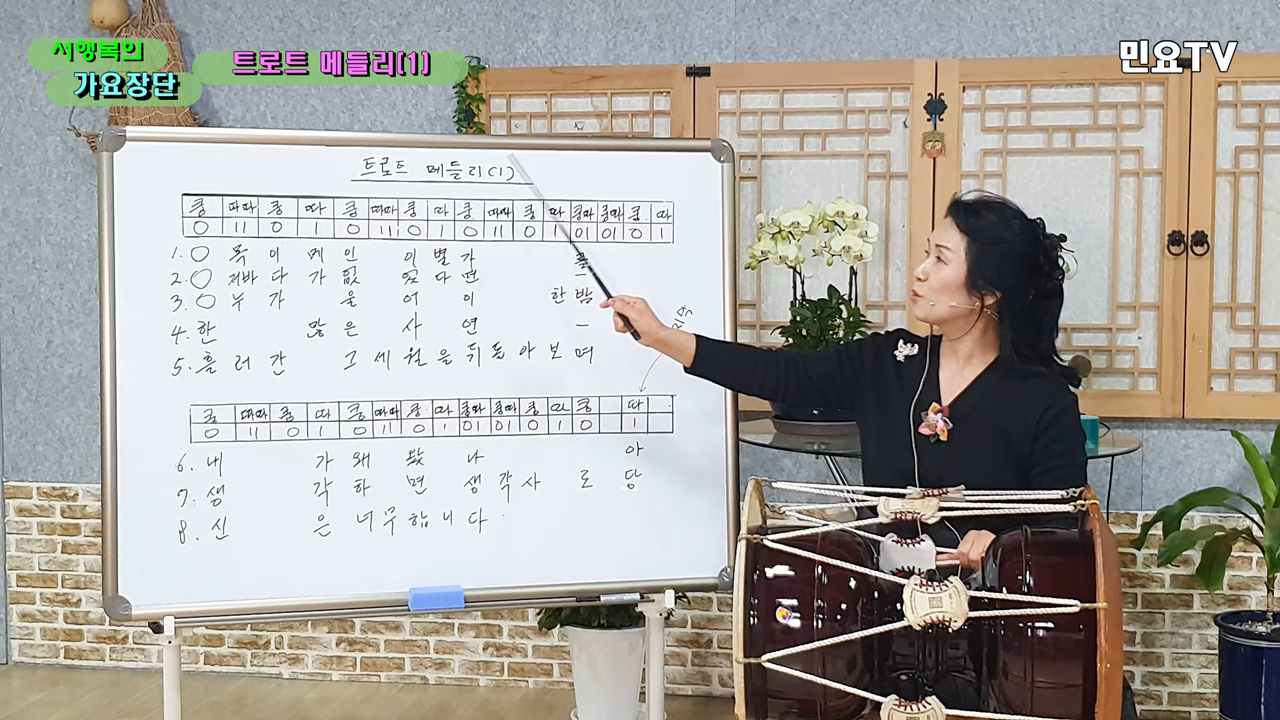 서행록의
가요장단
트로트 메들리(1)
민요TV
트로트 메들리(1)
쿵 따따 쿵 따 쿵 따따 쿵 따 쿵 따따 쿵 따 쿵따 쿵따 쿵 따
0 11 0 1 0 11 0 1 0 11 0 1 01 01 0 1
1. ○ 목 이 메 인 이 별 가 를
2. ○ 저바 다 가 없 었 다 면 ー
3. ○ 누 가 울 어 이 한 밤
4. 한 많 은 사 연 ー
5. 흘 러 간 그 세 월 을 뒤 돌 아 보 며
시작
쿵 따따 쿵 따 쿵 따따 쿵 따 쿵따 쿵따 쿵 따 쿵 따
0 11 0 1 0 11 0 1 01 01 0 1 0 1
6. 내 가 왜 왔 나 아
7. 생 각 하 면 생 각 사 로 당
8. 신 은 너 무 합 니 다